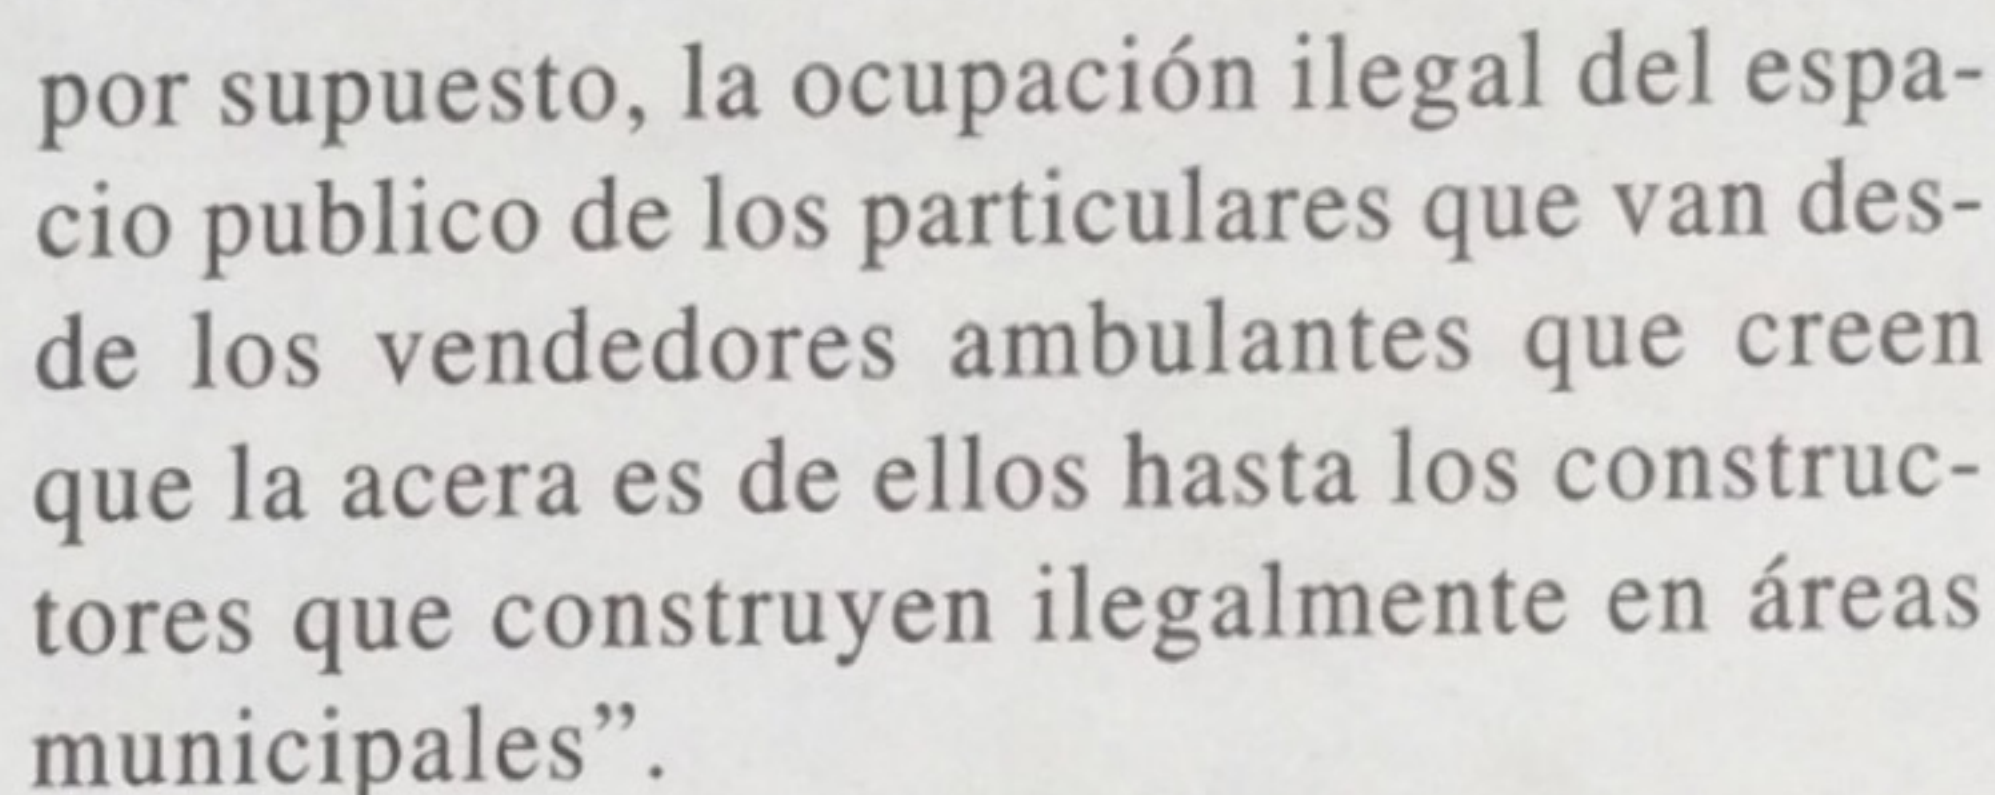 por supuesto, la ocupación ilegal del espa-
cio publico de los particulares que van des-
de los vendedores ambulantes que creen
que la acera es de ellos hasta los construc-
tores que construyen ilegalmente en áreas
municipales”.